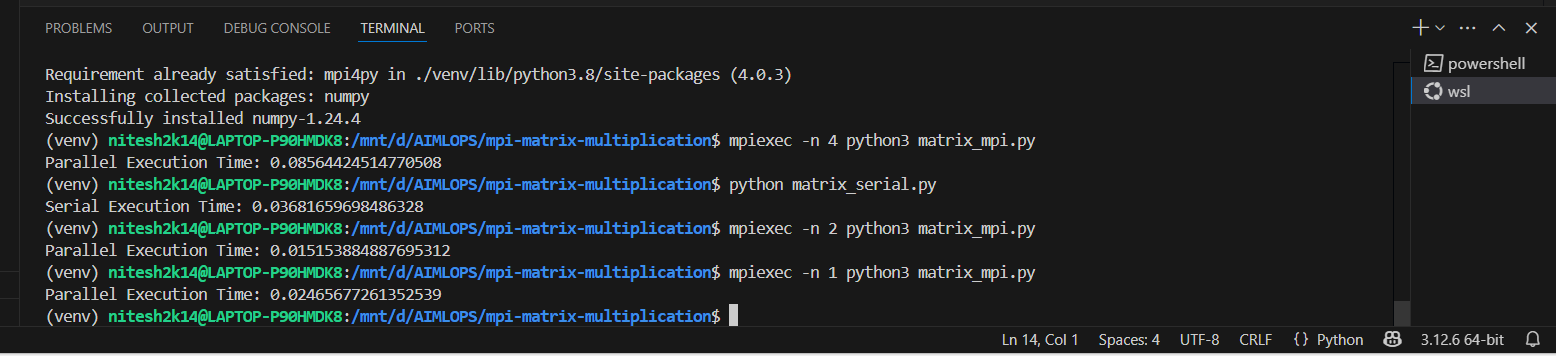 PROBLEMS OUTPUT DEBUG CONSOLE TERMINAL PORTS
Requirement already satisfied: mpi4py in ./venv/lib/python3.8/site-packages (4.0.3)
Installing collected packages: numpy
Successfully installed numpy-1.24.4
(venv) nitesh2k14@LAPTOP-P90HMDK8:/mnt/d/AIMLOPS/mpi-matrix-multiplication$ mpiexec -n 4 python3 matrix_mpi.py
Parallel Execution Time: 0.08564424514770508
(venv) nitesh2k14@LAPTOP-P90HMDK8:/mnt/d/AIMLOPS/mpi-matrix-multiplication$ python matrix_serial.py
Serial Execution Time: 0.03681659698486328
(venv) nitesh2k14@LAPTOP-P90HMDK8:/mnt/d/AIMLOPS/mpi-matrix-multiplication$ mpiexec -n 2 python3 matrix_mpi.py
Parallel Execution Time: 0.015153884887695312
(venv) nitesh2k14@LAPTOP-P90HMDK8:/mnt/d/AIMLOPS/mpi-matrix-multiplication$ mpiexec -n 1 python3 matrix_mpi.py
Parallel Execution Time: 0.02465677261352539
(venv) nitesh2k14@LAPTOP-P90HMDK8:/mnt/d/AIMLOPS/mpi-matrix-multiplication$
powershell
wsl
Ln 14, Col 1 Spaces: 4 UTF-8 CRLF {} Python 3.12.6 64-bit